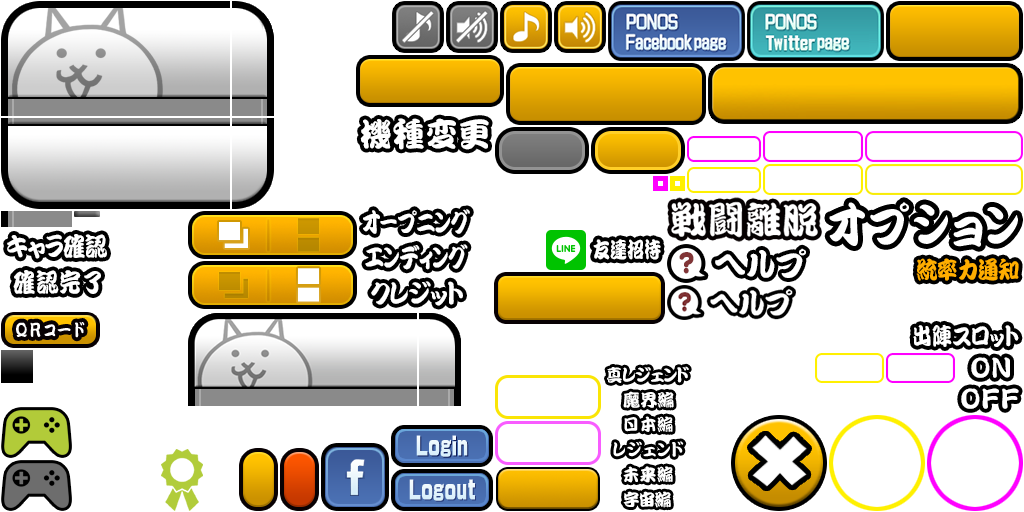 PONOS
Facebook page
PONOS
Twitter page
機種変更
オープニング
エンディング
クレジット
LINE
友達招待
戦闘離脱
オプション
?ヘルプ
?ヘルプ
統率力通知
キャラ確認
確認完了
QRコード
出陣スロット
ON
OFF
真レジェンド
魔界編
日本編
レジェンド
未来編
宇宙編
f
Login
Logout